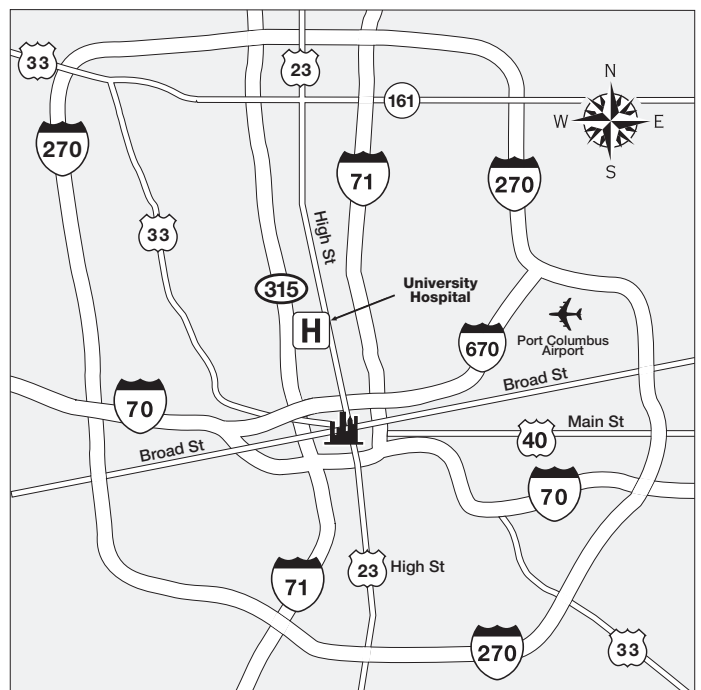 33
23
N
161
W E
270
71
270
S
33
High St
315
University
Hospital
H
670
Port Columbus
Airport
Broad St
70
Main St
40
Broad St
70
23
High St
71
270
33